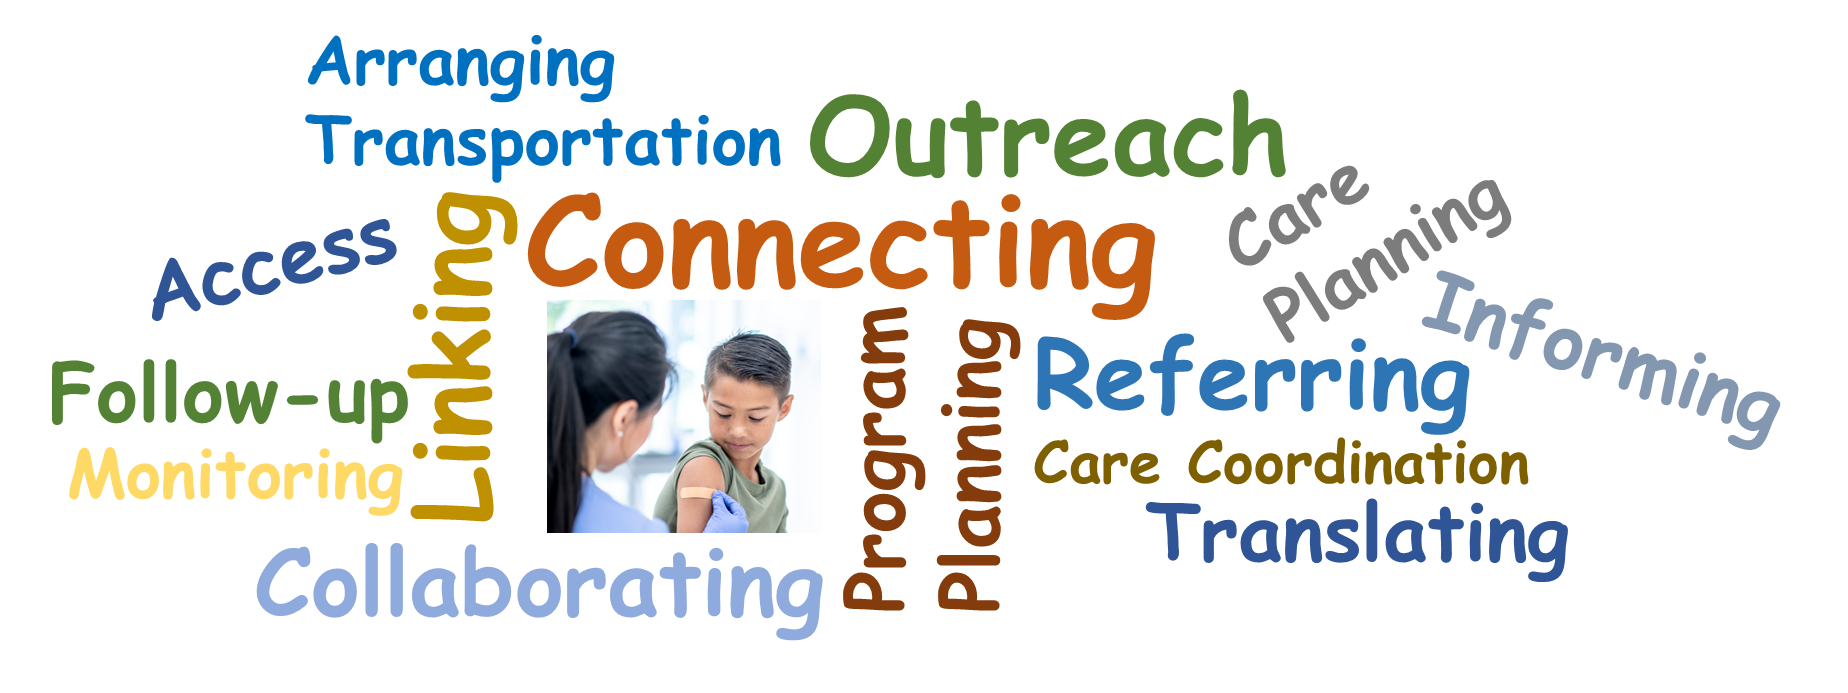 Arranging
Transportation
Outreach
Connecting
Care
Planning
Access
Linking
Informing
Follow-up
Monitoring
Program
Planning
Referring
Care Coordination
Translating
Collaborating